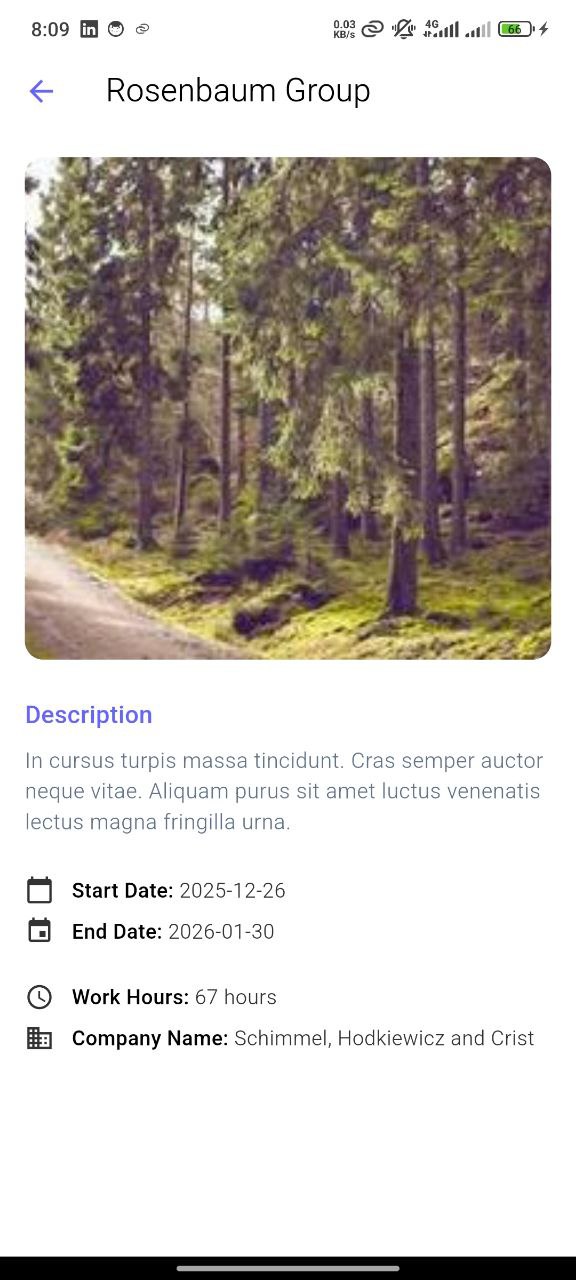 8:09
0.03
KB/s
4G
66
Rosenbaum Group
Description
In cursus turpis massa tincidunt. Cras semper auctor
neque vitae. Aliquam purus sit amet luctus venenatis
lectus magna fringilla urna.
Start Date: 2025-12-26
End Date: 2026-01-30
Work Hours: 67 hours
Company Name: Schimmel, Hodkiewicz and Crist